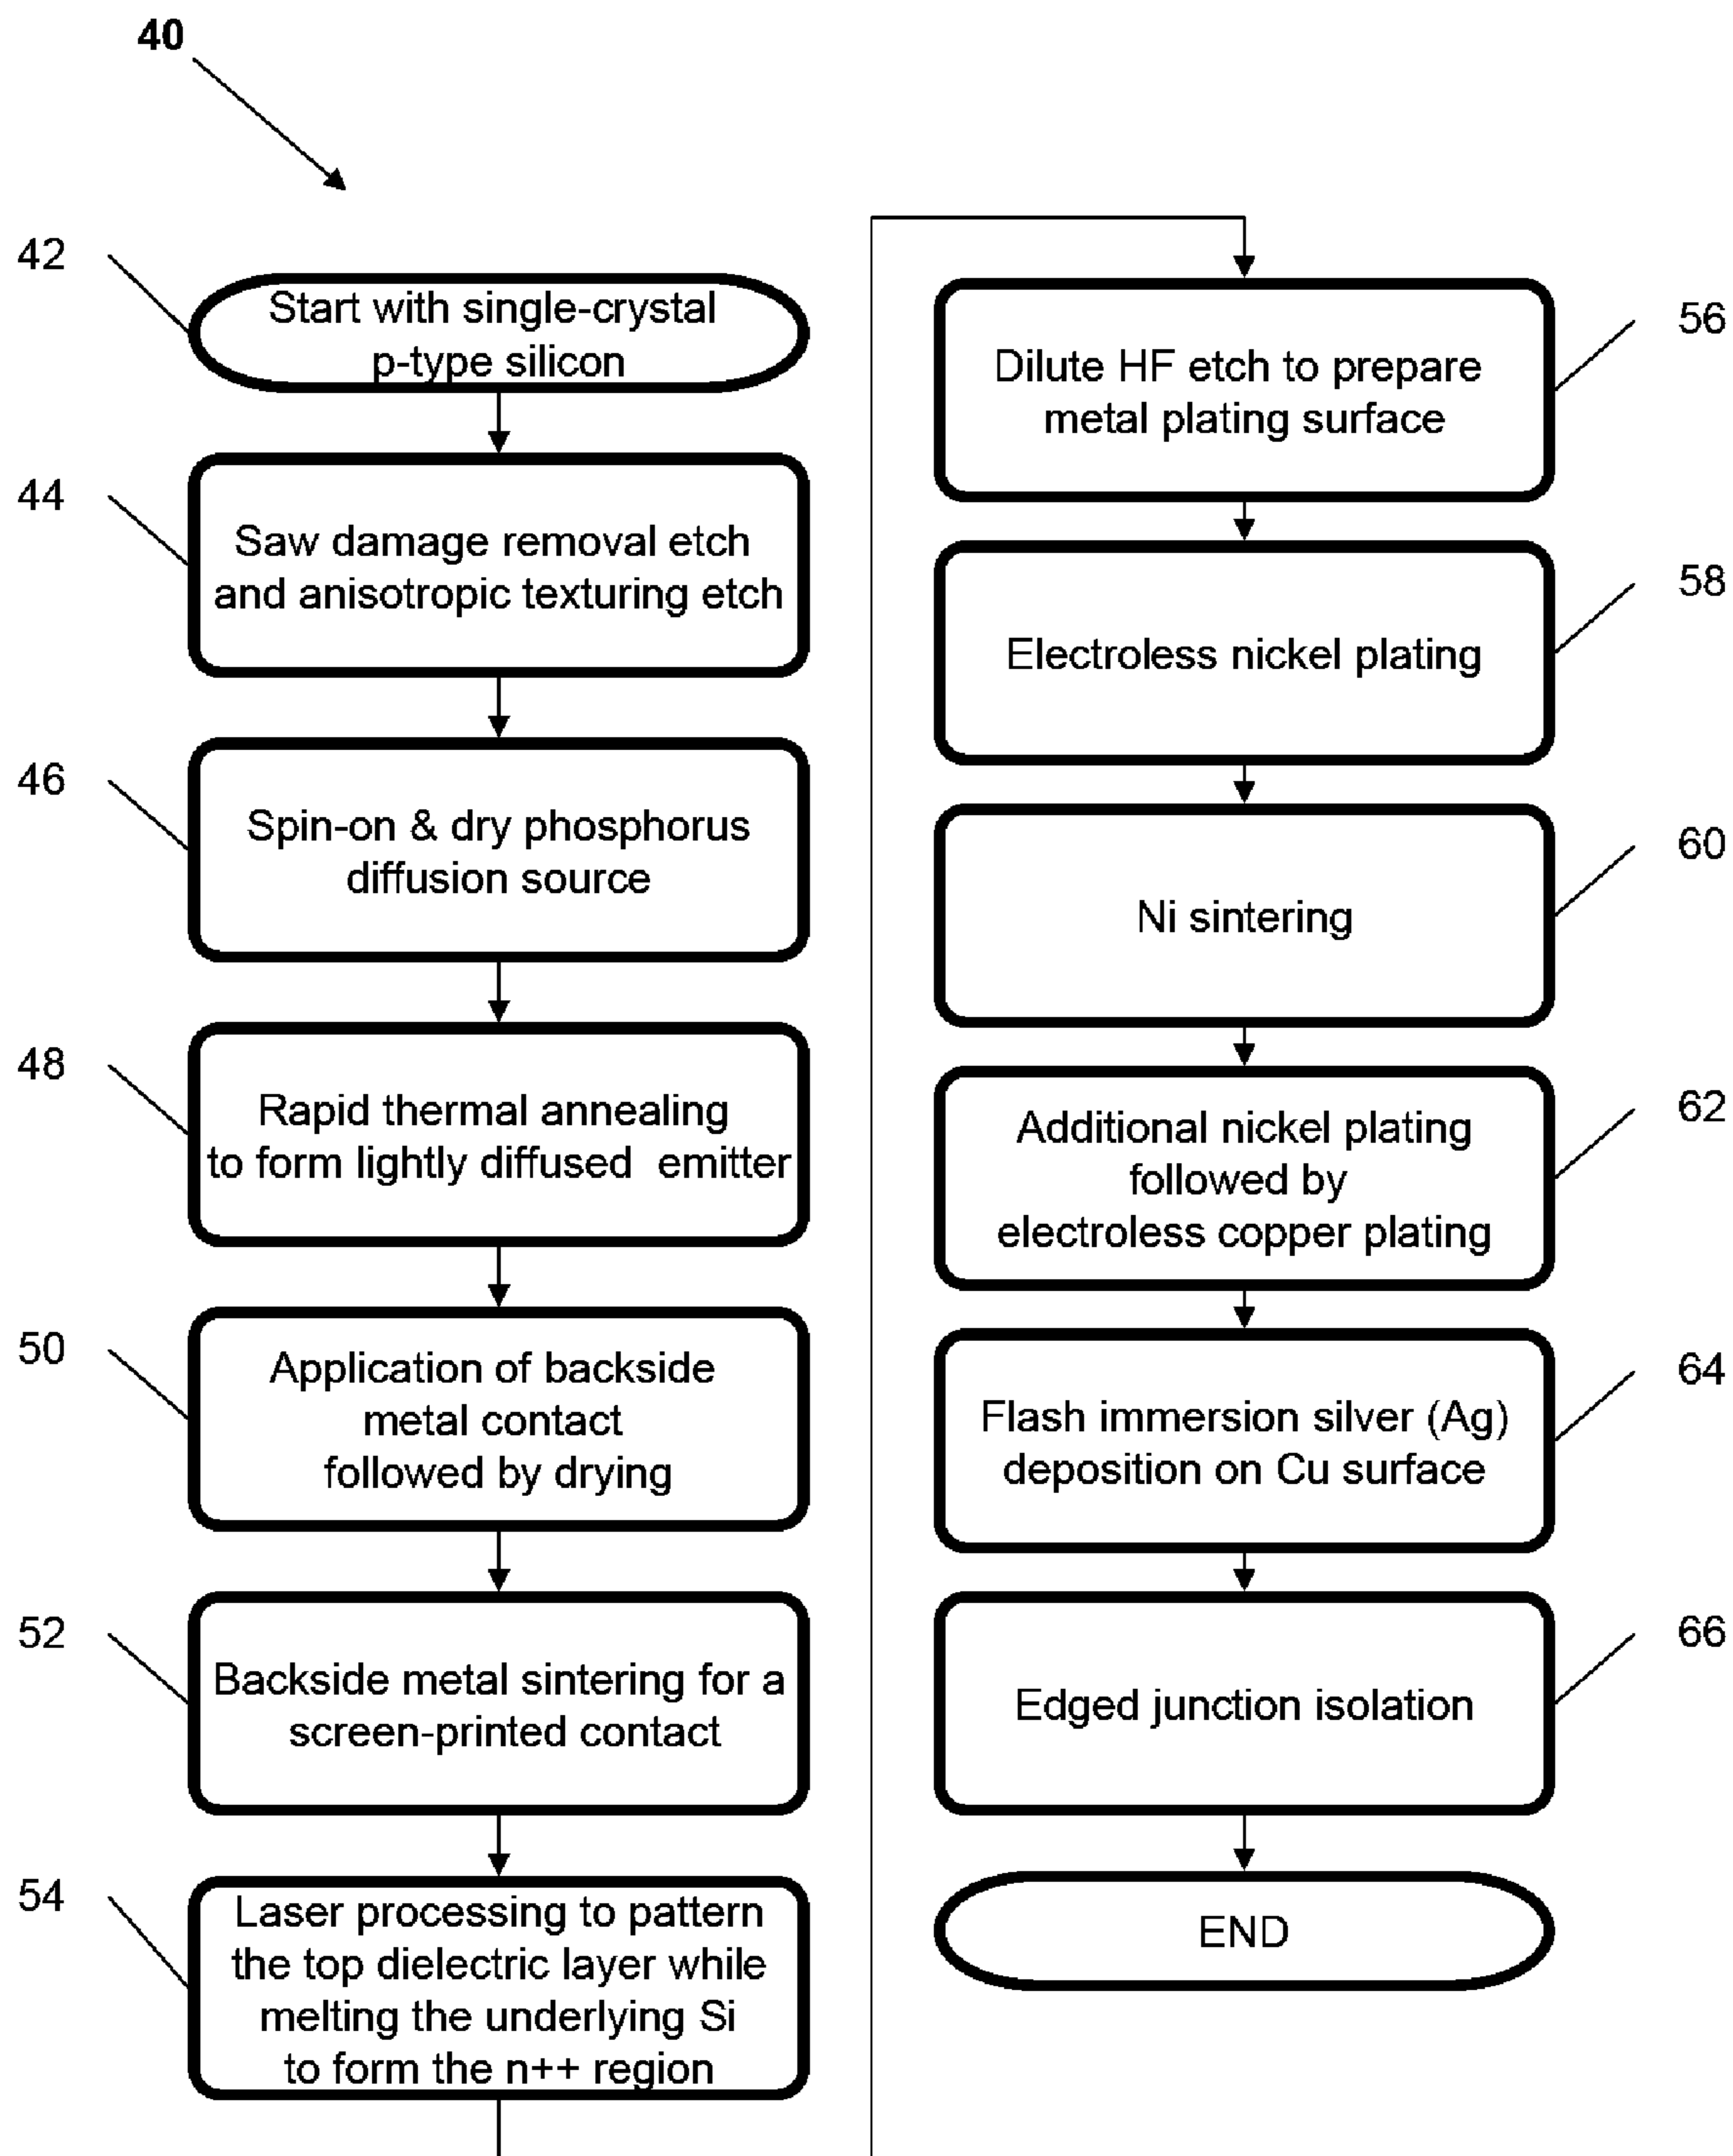 40
42
Start with single-crystal
p-type silicon
44
Saw damage removal etch
and anisotropic texturing etch
46
Spin-on & dry phosphorus
diffusion source
48
Rapid thermal annealing
to form lightly diffused emitter
50
Application of backside
metal contact
followed by drying
52
Backside metal sintering for a
screen-printed contact
54
Laser processing to pattern
the top dielectric layer while
melting the underlying Si
to form the n++ region
56
Dilute HF etch to prepare
metal plating surface
58
Electroless nickel plating
60
Ni sintering
62
Additional nickel plating
followed by
electroless copper plating
64
Flash immersion silver (Ag)
deposition on Cu surface
66
Edged junction isolation
END